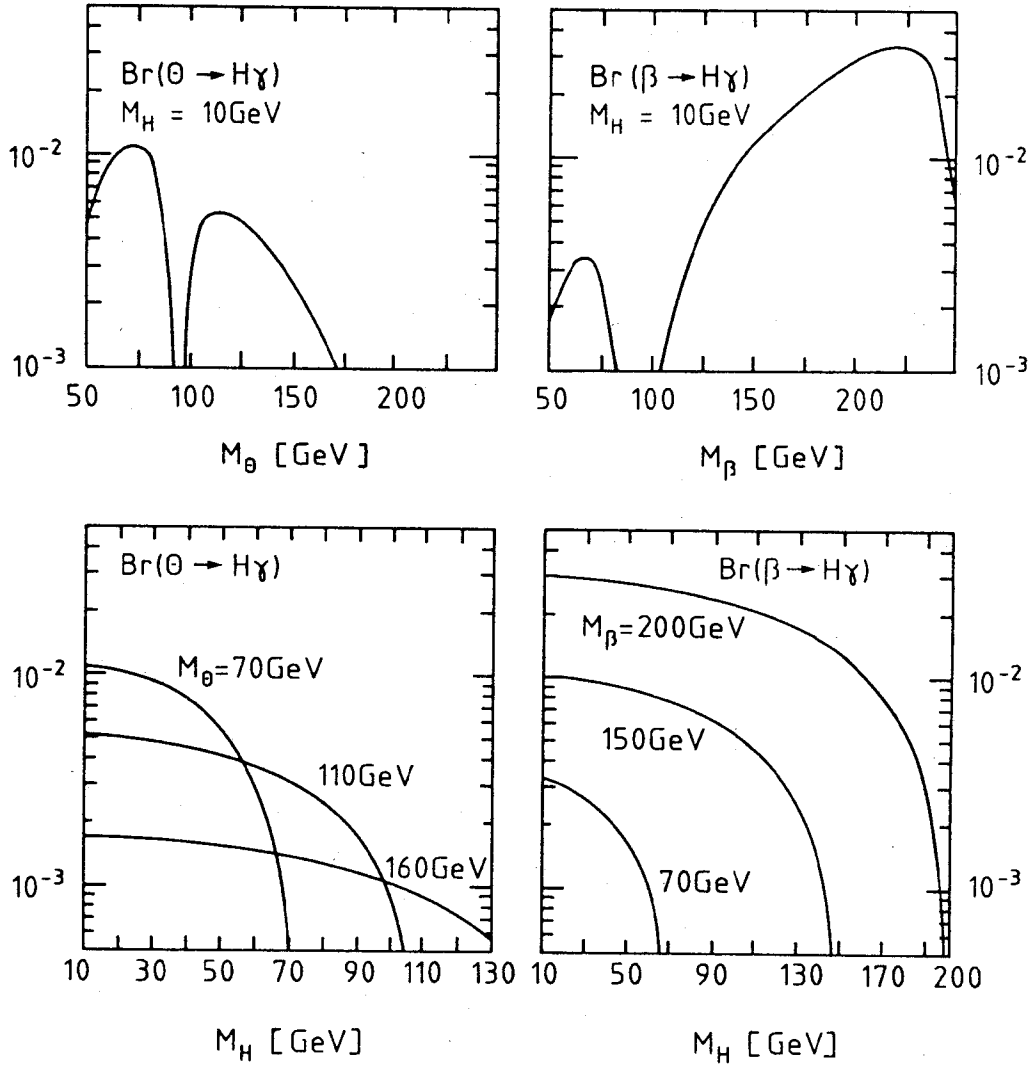 Br(Θ → Hγ)
M_H = 10GeV
10⁻²
10⁻³
50 100 150 200
M_Θ [GeV]
Br(β → Hγ)
M_H = 10GeV
10⁻²
10⁻³
50 100 150 200
M_β [GeV]
Br(Θ → Hγ)
M_Θ=70GeV
110GeV
160GeV
10⁻²
10⁻³
10 30 50 70 90 110 130
M_H [GeV]
Br(β → Hγ)
M_β=200GeV
150GeV
70GeV
10⁻²
10⁻³
10 50 90 130 170 200
M_H [GeV]